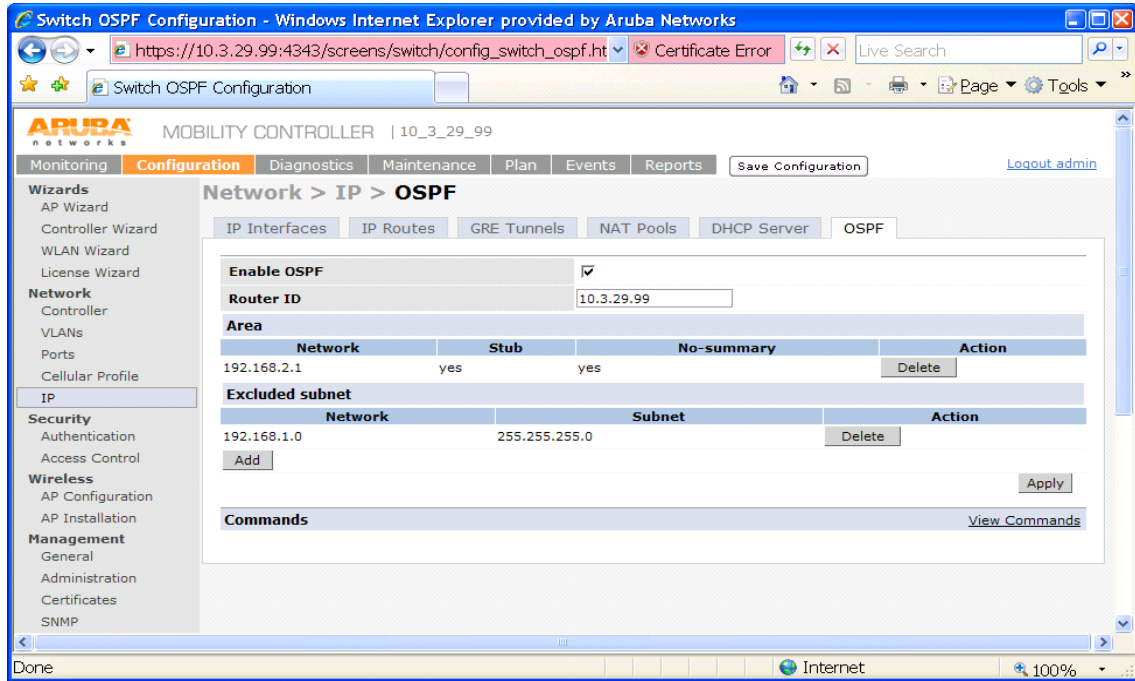 Switch OSPF Configuration - Windows Internet Explorer provided by Aruba Networks
https://10.3.29.99:4343/screens/switch/config_switch_ospf.ht Certificate Error Live Search
Switch OSPF Configuration Page Tools »
ARUBA networks MOBILITY CONTROLLER | 10_3_29_99
Monitoring Configuration Diagnostics Maintenance Plan Events Reports Save Configuration Logout admin
Wizards
AP Wizard
Controller Wizard
WLAN Wizard
License Wizard
Network
Controller
VLANs
Ports
Cellular Profile
IP
Security
Authentication
Access Control
Wireless
AP Configuration
AP Installation
Management
General
Administration
Certificates
SNMP
Network > IP > OSPF
IP Interfaces IP Routes GRE Tunnels NAT Pools DHCP Server OSPF
Enable OSPF
Router ID 10.3.29.99
Area
Network Stub No-summary Action
192.168.2.1 yes yes Delete
Excluded subnet
Network Subnet Action
192.168.1.0 255.255.255.0 Delete
Add
Apply
Commands View Commands
Done Internet 100%